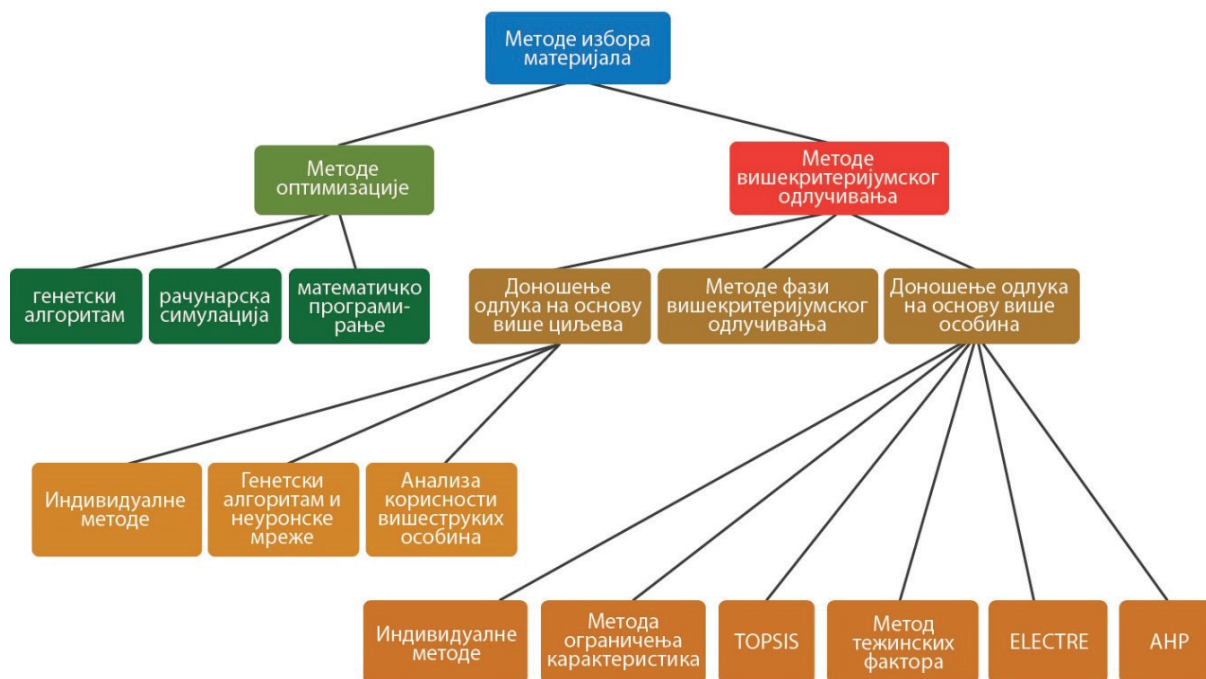 Методе избора
материјала
Методе
оптимизације
Методе
вишекритеријумског
одлучивања
генетски
алгоритам
рачунарска
симулација
математичко
програми-
рање
Доношење
одлука на основу
више циљева
Методе фази
вишекритеријумског
одлучивања
Доношење одлука
на основу више
особина
Индивидуалне
методе
Генетски
алгоритам и
неуронске
мреже
Анализа
корисности
вишеструких
особина
Индивидуалне
методе
Метода
ограничења
карактеристика
TOPSIS
Метод
тежинских
фактора
ELECTRE
AHP